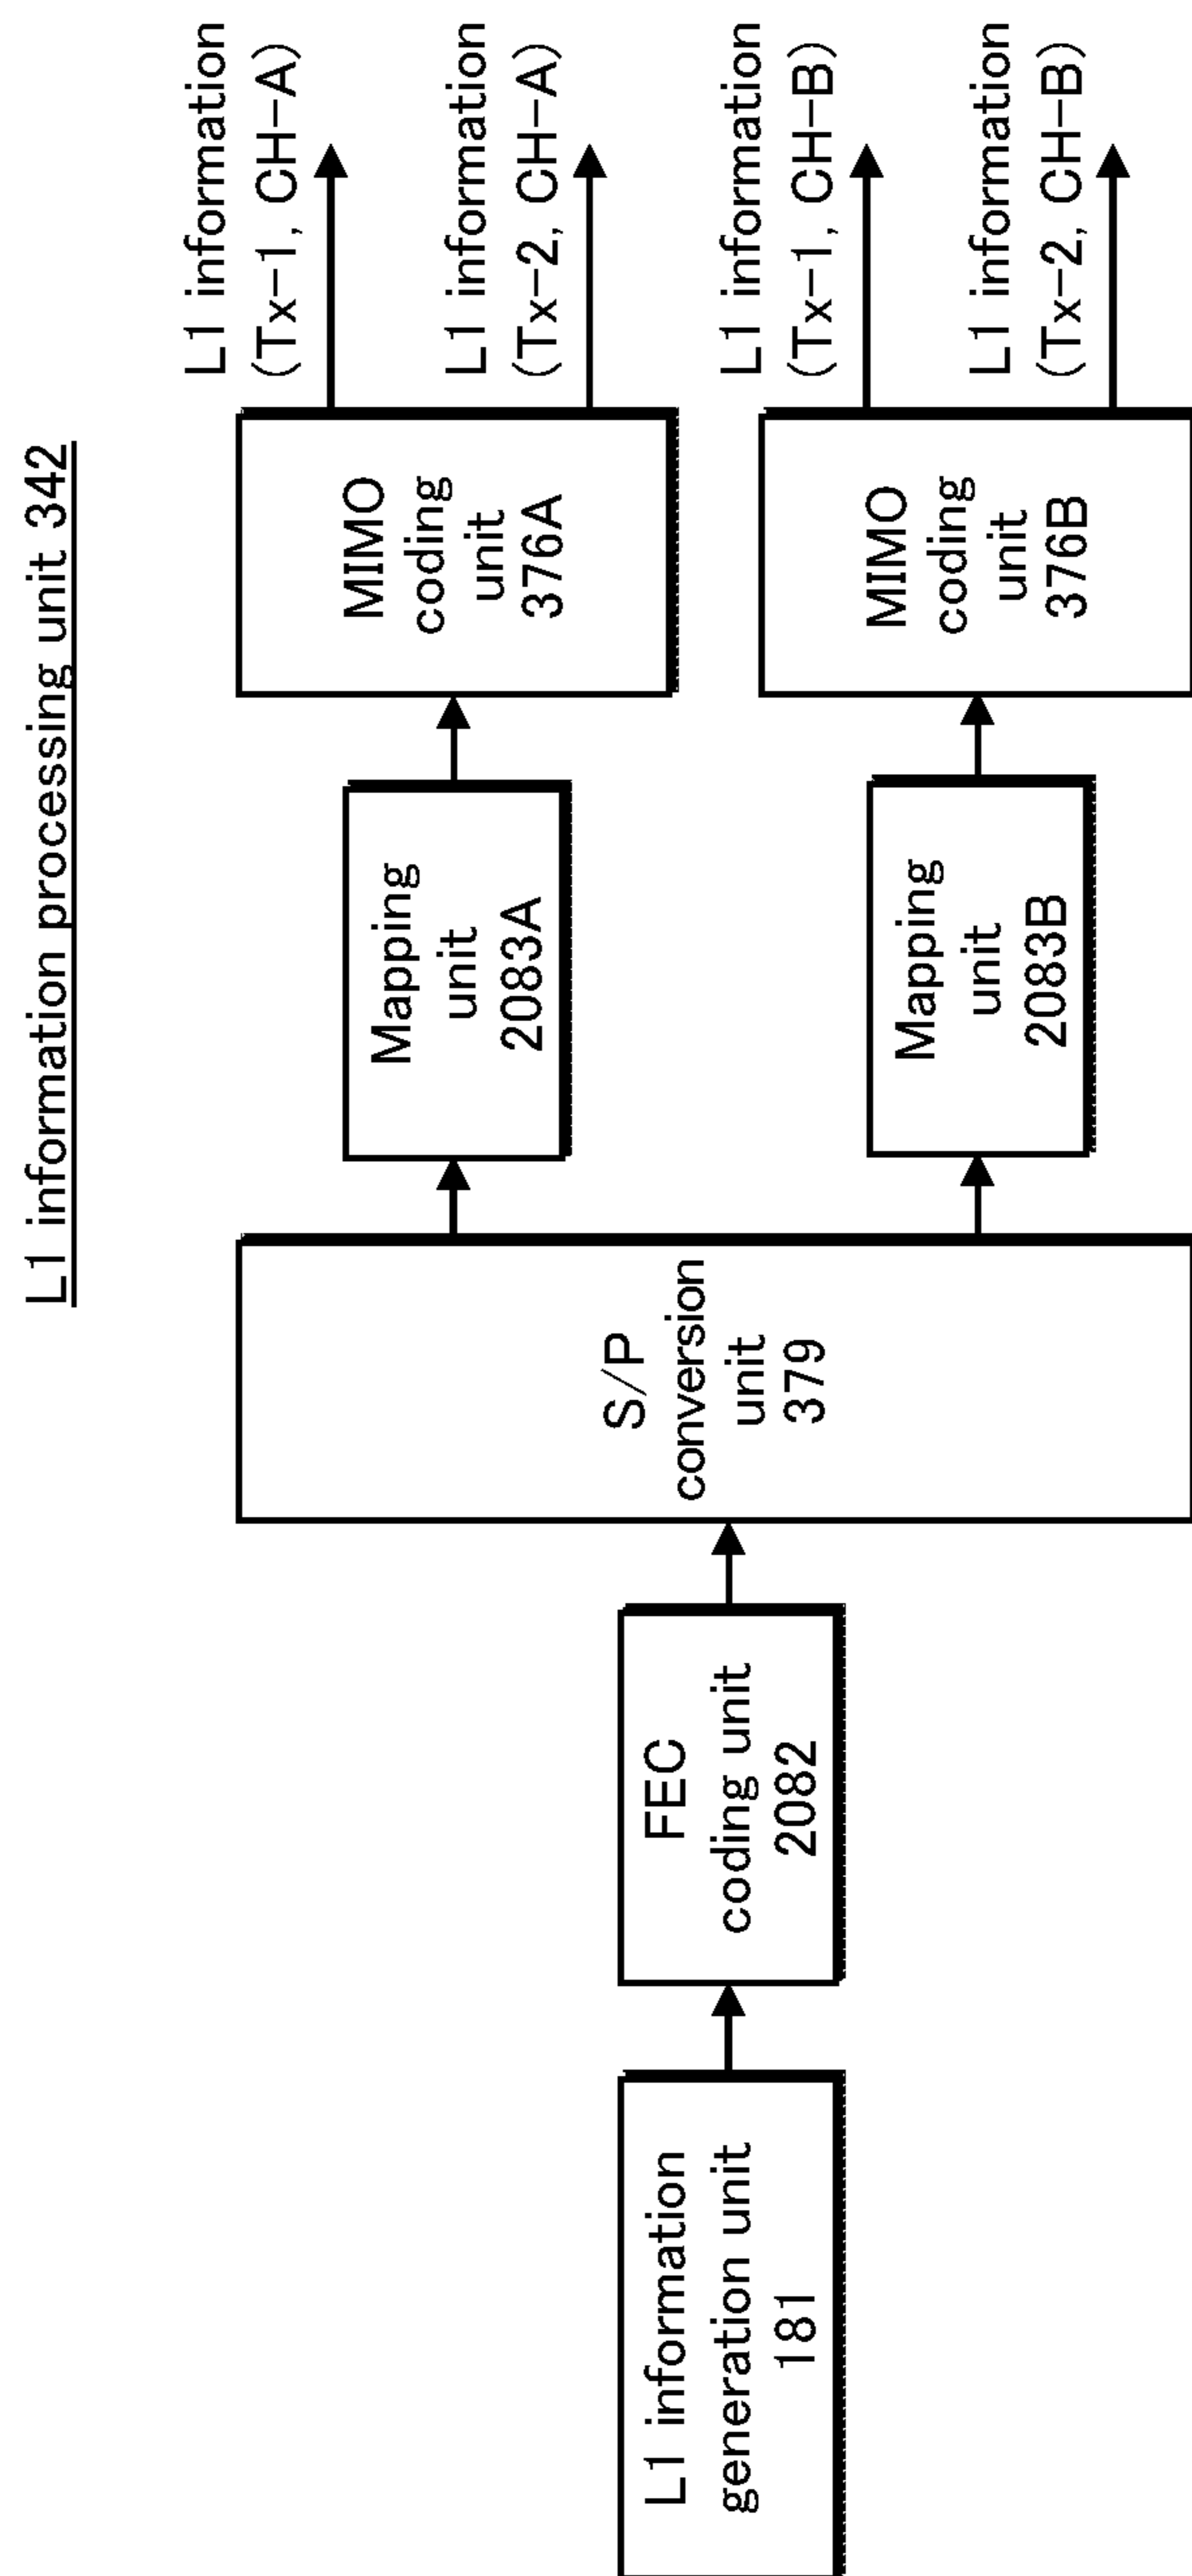 L1 information processing unit 342
L1 information
generation unit
181
FEC
coding unit
2082
S/P
conversion
unit
379
Mapping
unit
2083A
MIMO
coding
unit
376A
L1 information
(Tx-1, CH-A)
L1 information
(Tx-2, CH-A)
Mapping
unit
2083B
MIMO
coding
unit
376B
L1 information
(Tx-1, CH-B)
L1 information
(Tx-2, CH-B)